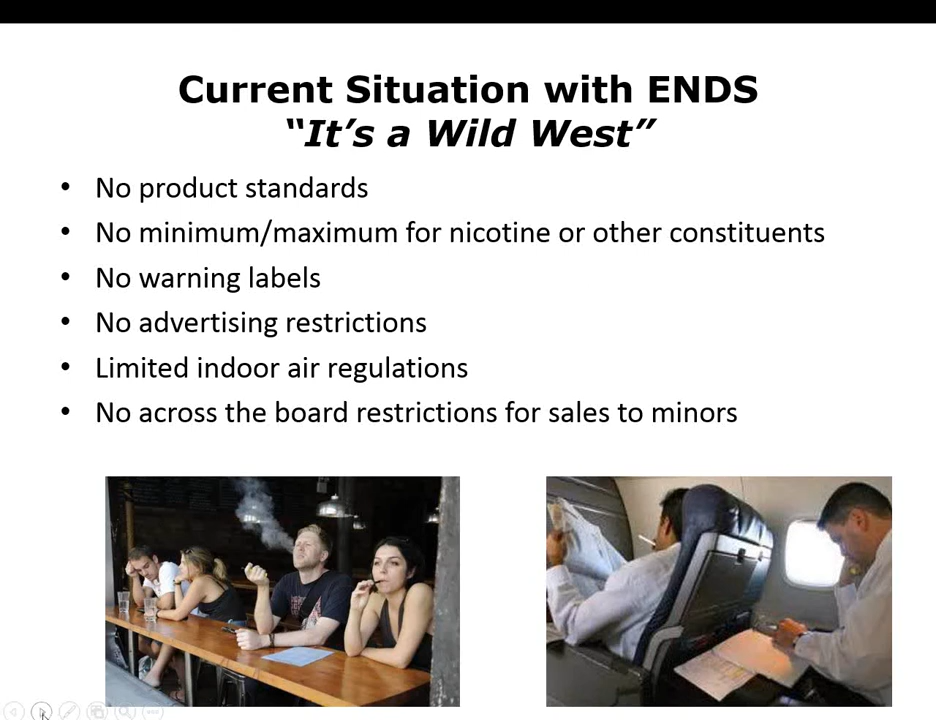 Current Situation with ENDS
“It’s a Wild West”
• No product standards
• No minimum/maximum for nicotine or other constituents
• No warning labels
• No advertising restrictions
• Limited indoor air regulations
• No across the board restrictions for sales to minors